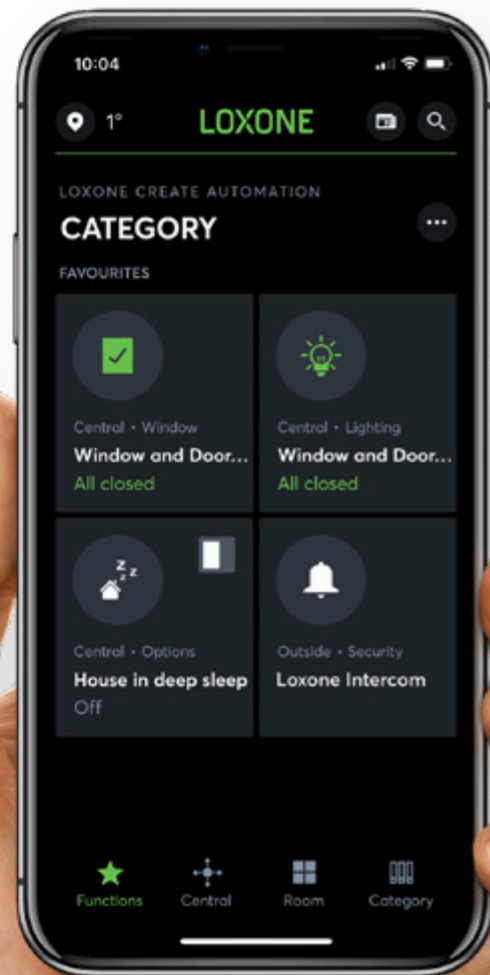 10:04
1°
LOXONE
LOXONE CREATE AUTOMATION
CATEGORY
FAVOURITES
Central • Window
Window and Door...
All closed
Central • Lighting
Window and Door...
All closed
z z z
Central • Options
House in deep sleep
Off
Outside • Security
Loxone Intercom
Functions
Central
Room
Category